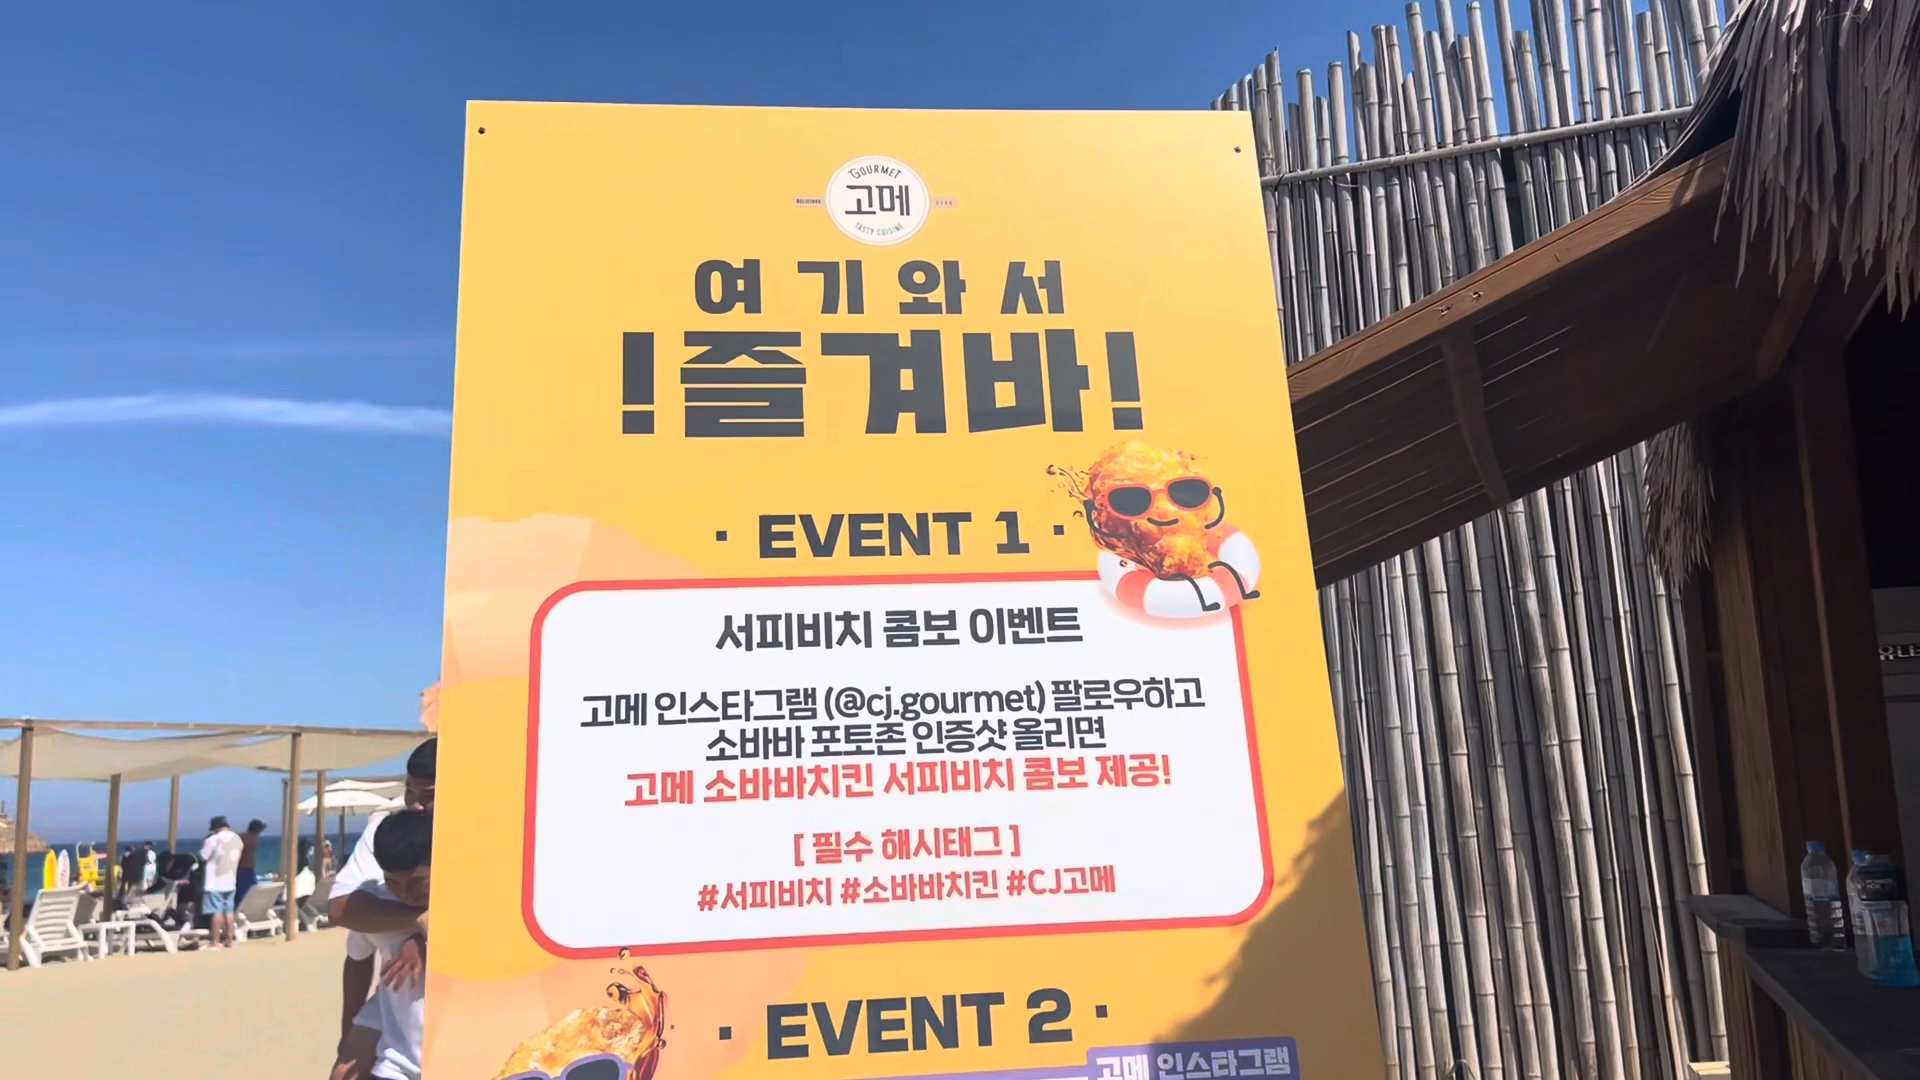 GOURMET
고메
TASTY CUISINE
여기와서
!즐겨바!
· EVENT 1 ·
서피비치 콤보 이벤트
고메 인스타그램 (@cj.gourmet) 팔로우하고
소바바 포토존 인증샷 올리면
고메 소바바치킨 서피비치 콤보 제공!
[ 필수 해시태그 ]
#서피비치 #소바바치킨 #CJ고메
· EVENT 2 ·
고메 인스타그램